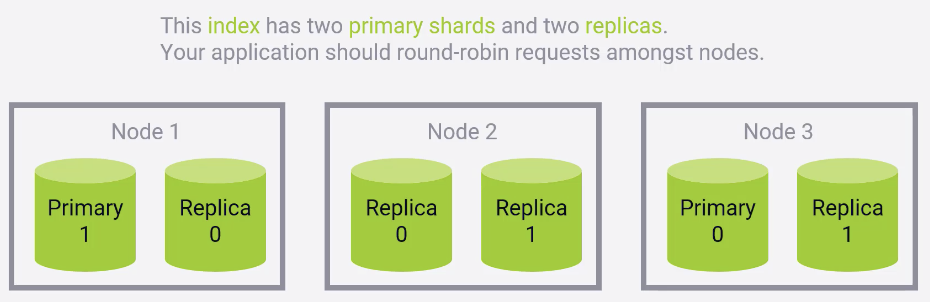 This index has two primary shards and two replicas.
Your application should round-robin requests amongst nodes.
Node 1
Primary
1
Replica
0
Node 2
Replica
0
Replica
1
Node 3
Primary
0
Replica
1